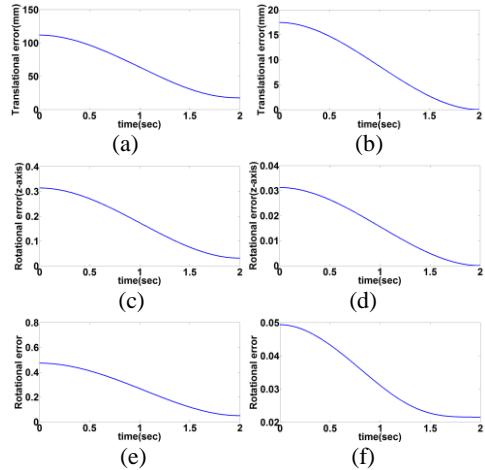 150
100
50
0
Translational error(mm)
0 0.5 1 1.5 2
time(sec)
(a)
20
15
10
5
0
Translational error(mm)
0 0.5 1 1.5 2
time(sec)
(b)
0.4
0.3
0.2
0.1
0
Rotational error(z-axis)
0 0.5 1 1.5 2
time(sec)
(c)
0.04
0.03
0.02
0.01
0
Rotational error(z-axis)
0 0.5 1 1.5 2
time(sec)
(d)
0.8
0.6
0.4
0.2
0
Rotational error
0 0.5 1 1.5 2
time(sec)
(e)
0.05
0.04
0.03
0.02
Rotational error
0 0.5 1 1.5 2
time(sec)
(f)